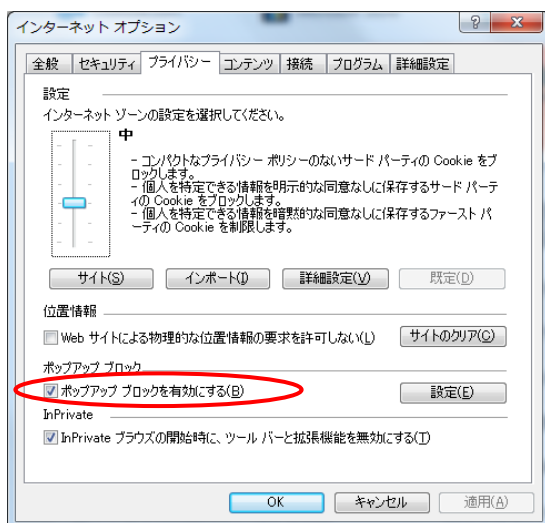 インターネット オプション
全般 セキュリティ プライバシー コンテンツ 接続 プログラム 詳細設定
設定
インターネット ゾーンの設定を選択してください。
中
- コンパクトなプライバシー ポリシーのないサード パーティの Cookie をブ
ロックします。
- 個人を特定できる情報を明示的な同意なしに保存するサード パーテ
ィの Cookie をブロックします。
- 個人を特定できる情報を暗黙的な同意なしに保存するファースト パ
ーティの Cookie を制限します。
サイト(S) インポート(I) 詳細設定(V) 既定(D)
位置情報
Web サイトによる物理的な位置情報の要求を許可しない(L) サイトのクリア(C)
ポップアップ ブロック
ポップアップ ブロックを有効にする(B) 設定(E)
InPrivate
InPrivate ブラウズの開始時に、ツール バーと拡張機能を無効にする(T)
OK キャンセル 適用(A)